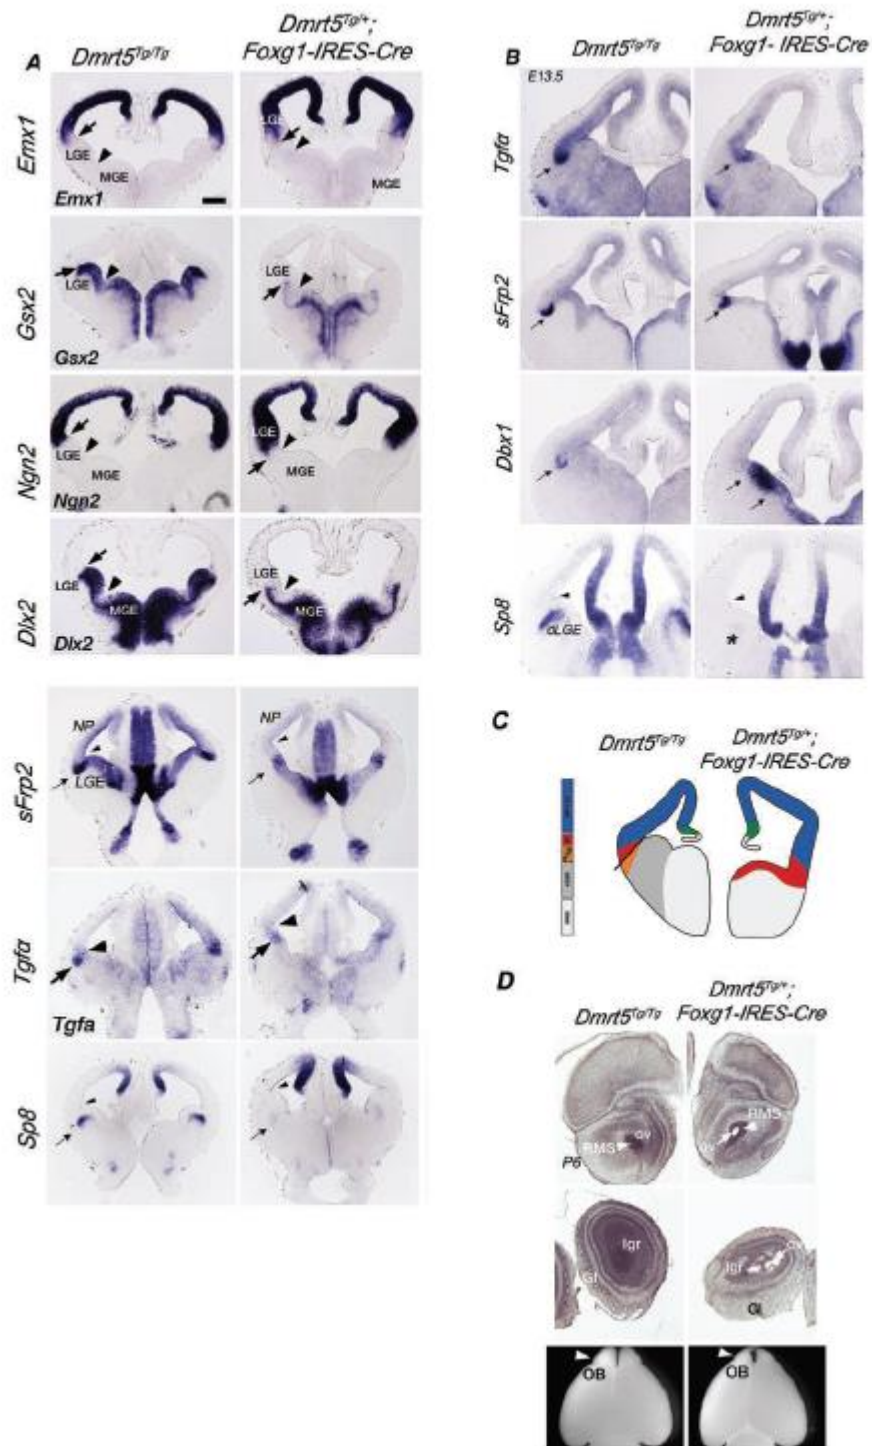 A
Dmrt5Tg/Tg
Dmrt5Tg/+;
Foxg1-IRES-Cre
Emx1
LGE
MGE
Emx1
LGE
MGE
Gsx2
LGE
Gsx2
LGE
Ngn2
LGE
MGE
Ngn2
LGE
MGE
Dlx2
LGE
MGE
Dlx2
LGE
MGE
sFrp2
NP
LGE
NP
Tgfα
Tgfa
Sp8
B
Dmrt5Tg/Tg
Dmrt5Tg/+;
Foxg1- IRES-Cre
E13.5
Tgfα
sFrp2
Dbx1
Sp8
dLGE
*
C
Dmrt5Tg/Tg
Dmrt5Tg/+;
Foxg1-IRES-Cre
D
Dmrt5Tg/Tg
Dmrt5Tg/+;
Foxg1-IRES-Cre
RMS
ov
P6
RMS
ov
Igr
Gl
ov
Igr
Gl
OB
OB